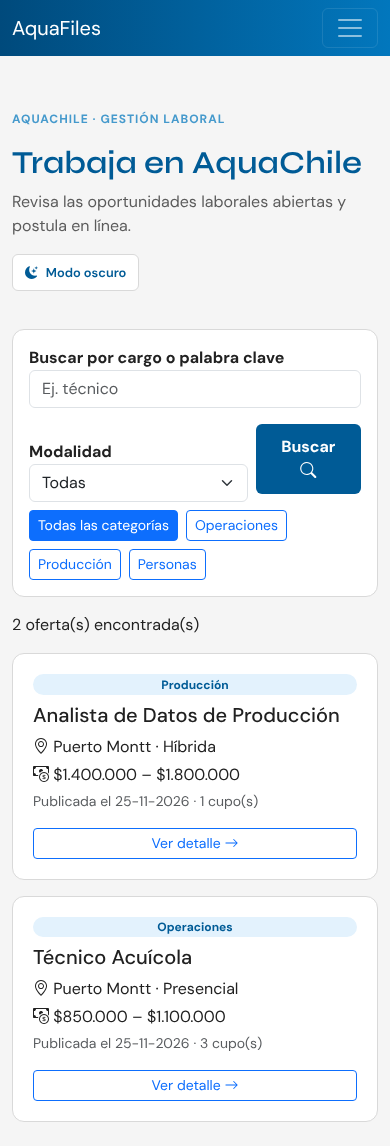 AquaFiles
AQUACHILE · GESTIÓN LABORAL
Trabaja en AquaChile
Revisa las oportunidades laborales abiertas y
postula en línea.
Modo oscuro
Buscar por cargo o palabra clave
Ej. técnico
Modalidad
Todas
Buscar
Todas las categorías
Operaciones
Producción
Personas
2 oferta(s) encontrada(s)
Producción
Analista de Datos de Producción
Puerto Montt · Híbrida
$1.400.000 – $1.800.000
Publicada el 25-11-2026 · 1 cupo(s)
Ver detalle →
Operaciones
Técnico Acuícola
Puerto Montt · Presencial
$850.000 – $1.100.000
Publicada el 25-11-2026 · 3 cupo(s)
Ver detalle →